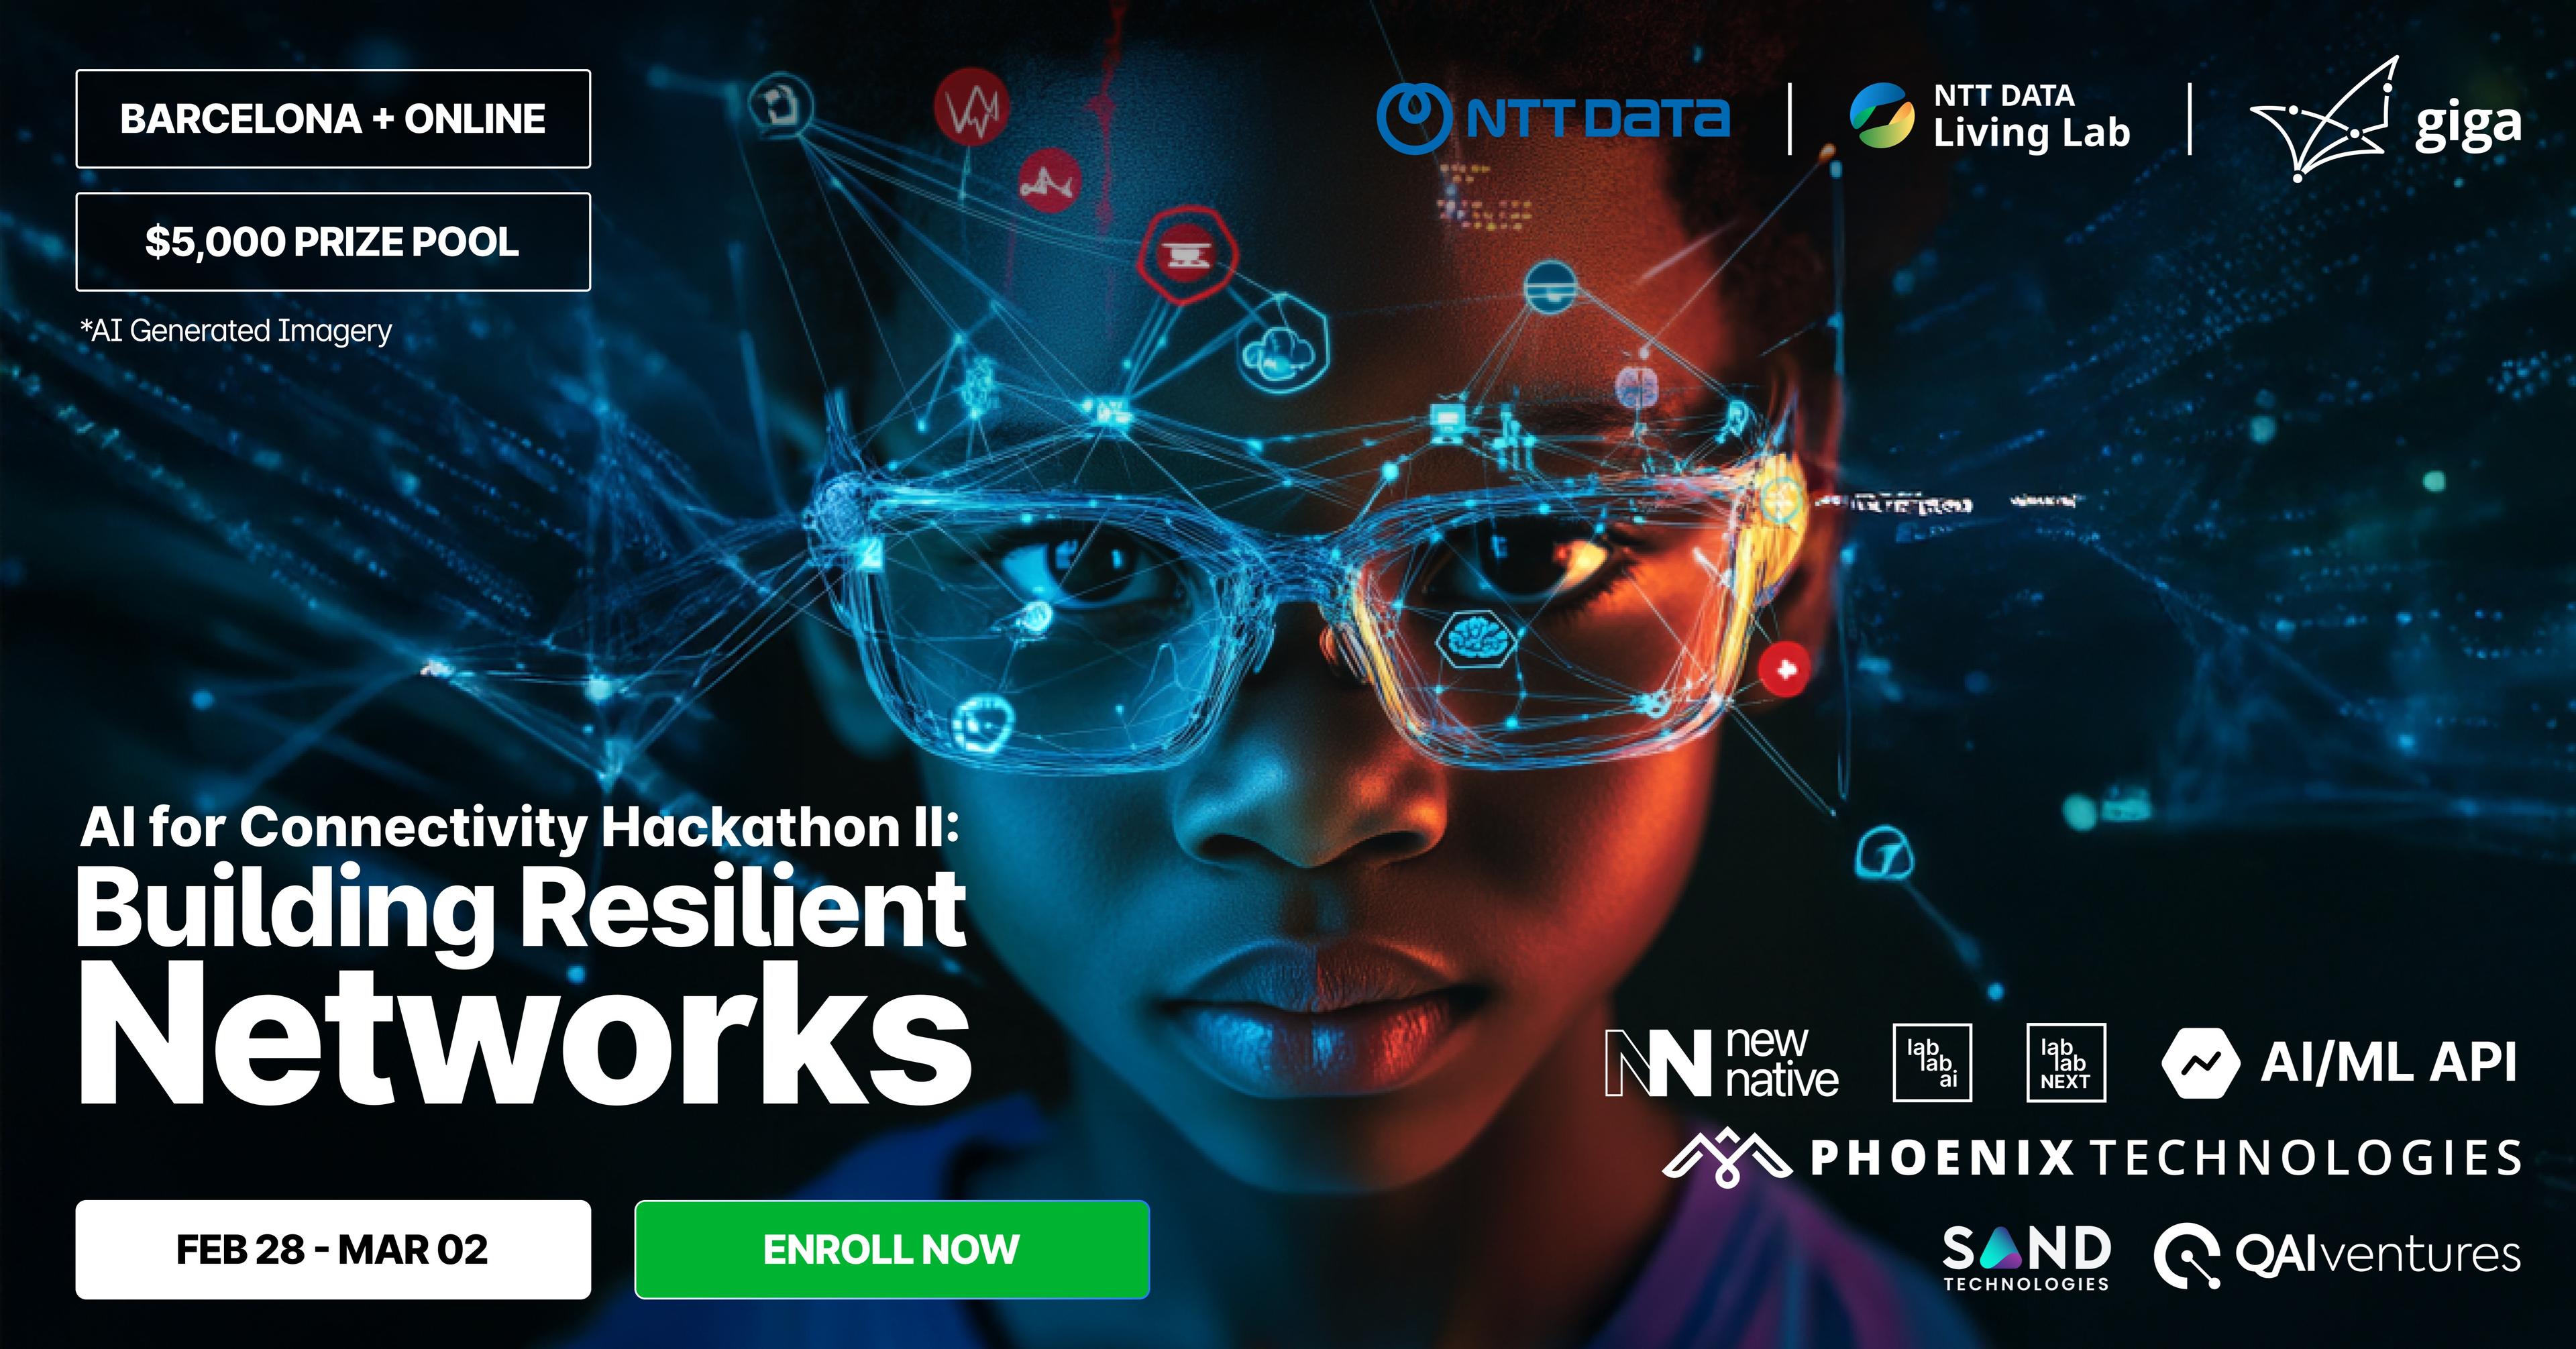 BARCELONA + ONLINE
$5,000 PRIZE POOL
*AI Generated Imagery
NTT DATA
NTT DATA
Living Lab
giga
AI for Connectivity Hackathon II:
Building Resilient
Networks
FEB 28 - MAR 02
ENROLL NOW
new
native
lab
lab
ai
lab
lab
NEXT
AI/ML API
PHOENIX TECHNOLOGIES
SAND
TECHNOLOGIES
QAIventures